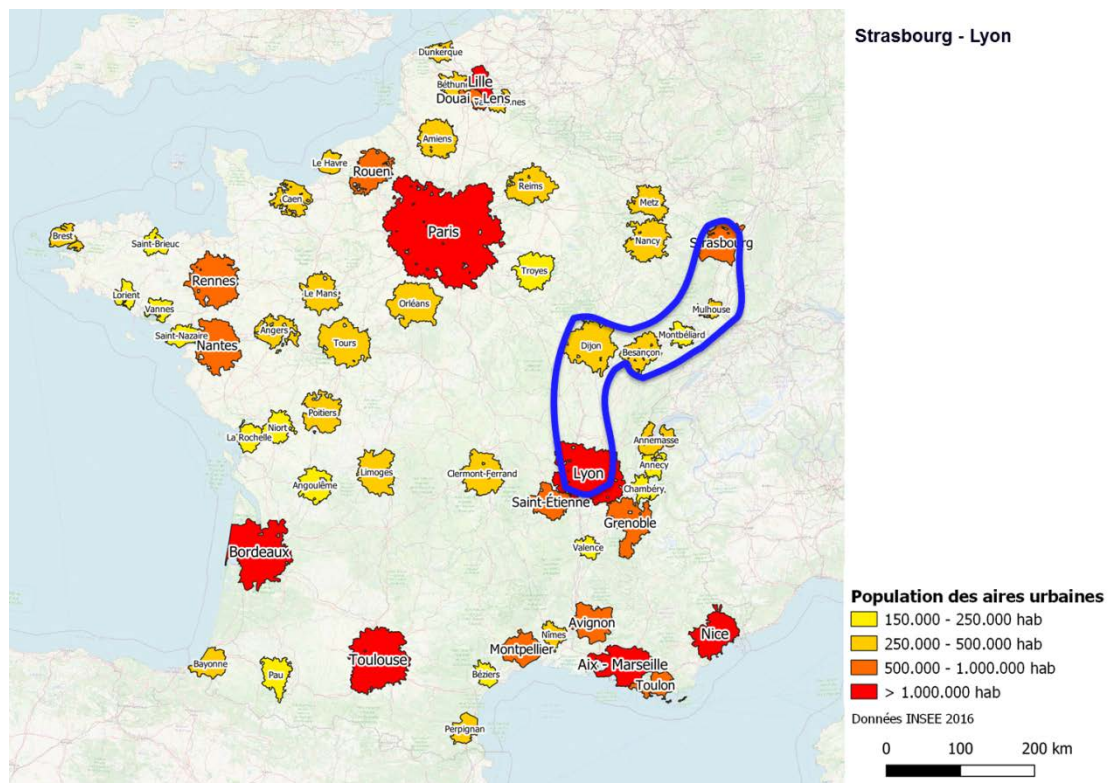 Strasbourg - Lyon
Dunkerque
Lille
Douai - Lens
Amiens
Le Havre
Rouen
Caen
Reims
Metz
Paris
Nancy
Strasbourg
Brest
Saint-Brieuc
Troyes
Rennes
Le Mans
Orléans
Lorient
Vannes
Mulhouse
Saint-Nazaire
Nantes
Angers
Tours
Dijon
Besançon
Montbéliard
Poitiers
La Rochelle
Niort
Annemasse
Limoges
Clermont-Ferrand
Lyon
Annecy
Angoulême
Chambéry
Saint-Étienne
Grenoble
Valence
Bordeaux
Avignon
Nîmes
Nice
Montpellier
Toulouse
Aix - Marseille
Bayonne
Pau
Béziers
Toulon
Perpignan
Population des aires urbaines
150.000 - 250.000 hab
250.000 - 500.000 hab
500.000 - 1.000.000 hab
> 1.000.000 hab
Données INSEE 2016
0 100 200 km